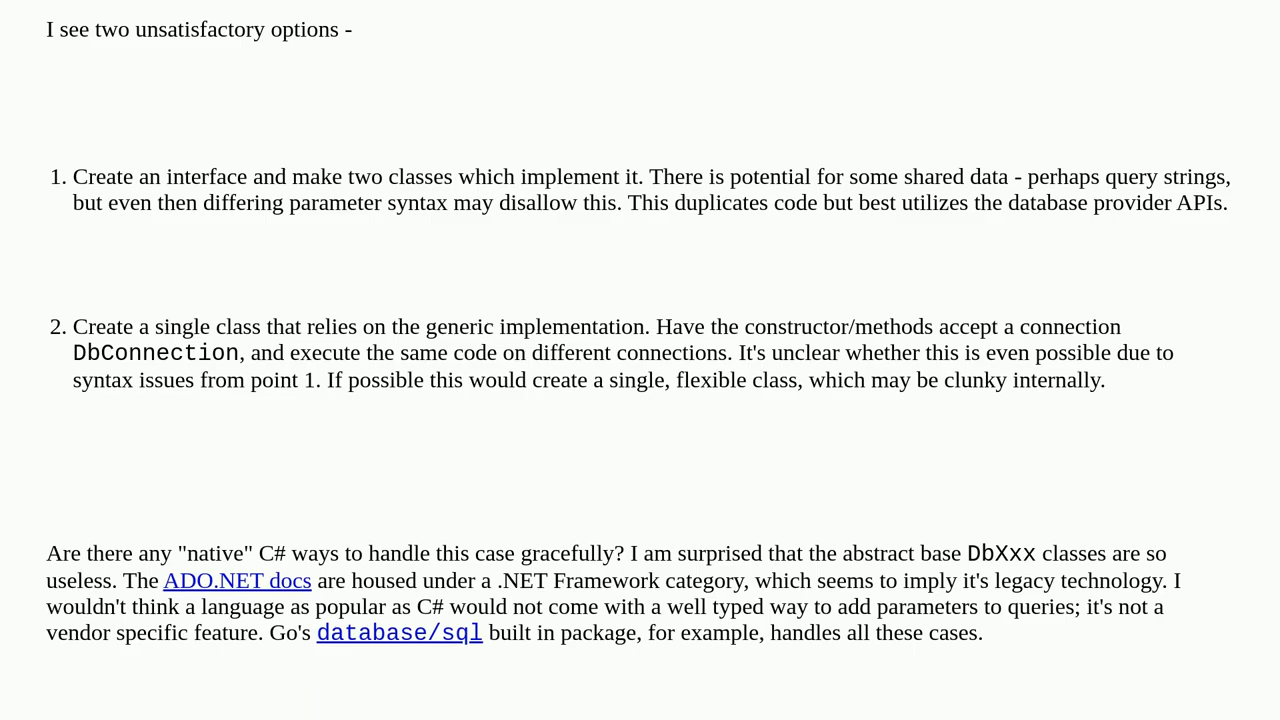 I see two unsatisfactory options -
1. Create an interface and make two classes which implement it. There is potential for some shared data - perhaps query strings,
but even then differing parameter syntax may disallow this. This duplicates code but best utilizes the database provider APIs.
2. Create a single class that relies on the generic implementation. Have the constructor/methods accept a connection
DbConnection, and execute the same code on different connections. It's unclear whether this is even possible due to
syntax issues from point 1. If possible this would create a single, flexible class, which may be clunky internally.
Are there any "native" C# ways to handle this case gracefully? I am surprised that the abstract base DbXxx classes are so
useless. The ADO.NET docs are housed under a .NET Framework category, which seems to imply it's legacy technology. I
wouldn't think a language as popular as C# would not come with a well typed way to add parameters to queries; it's not a
vendor specific feature. Go's database/sql built in package, for example, handles all these cases.